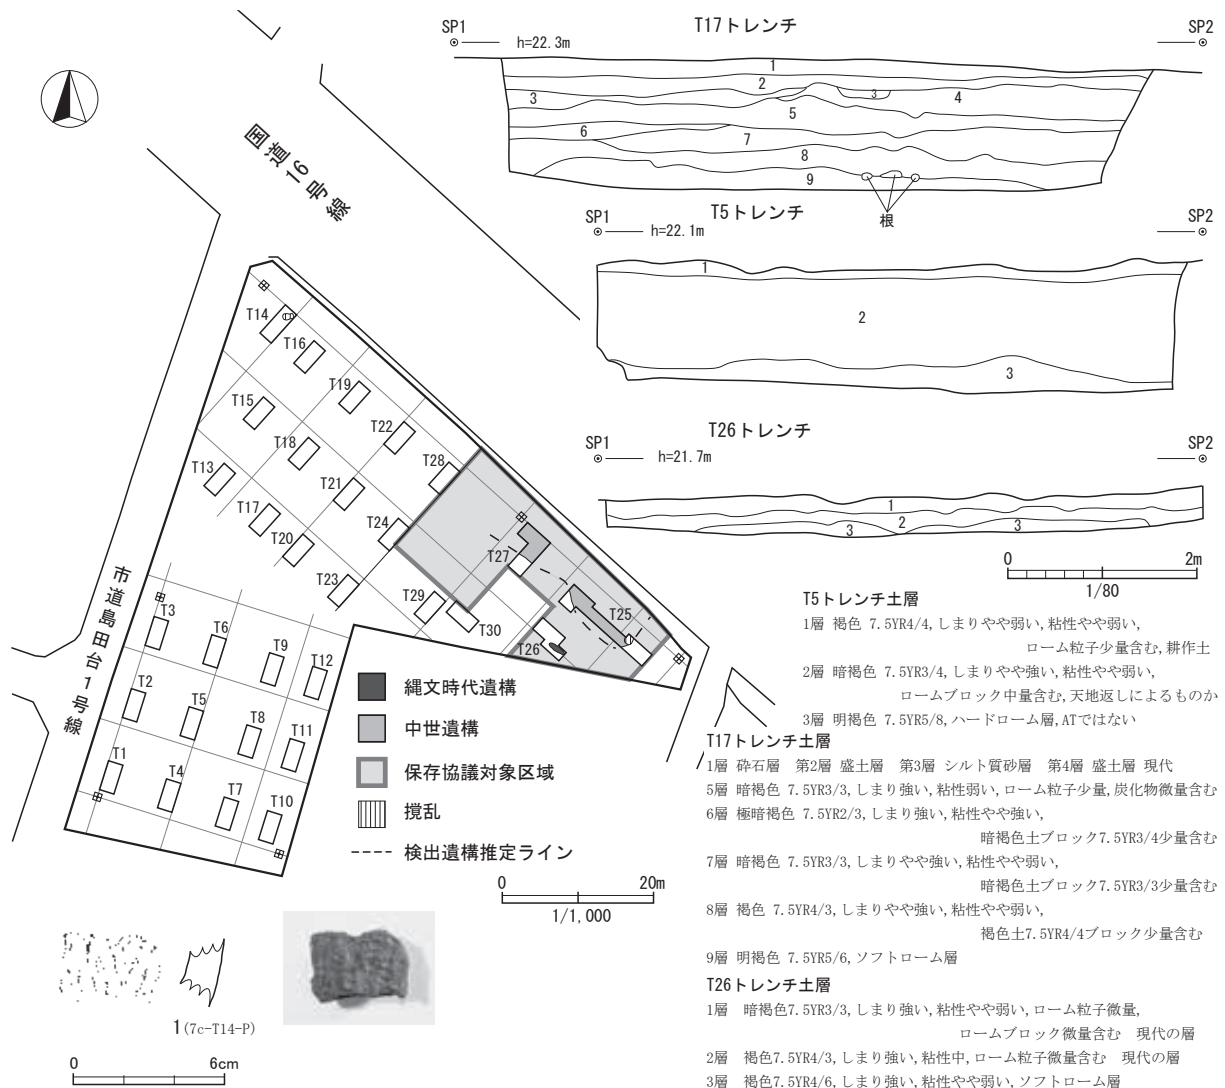 T17トレンチ
SP1
SP2
h=22.3m
1
2
3
3
4
5
6
7
8
9
根
国道16号線
T5トレンチ
SP1
SP2
h=22.1m
1
2
3
T26トレンチ
SP1
SP2
h=21.7m
1
2
3
3
0
2m
1/80
T14
T16
T19
T15
T22
T18
T28
T13
T21
T17
T24
T20
T27
T23
T29
T25
T30
T26
市道島田台1号線
T3
T6
T9
T12
T2
T5
T8
T11
T1
T4
T7
T10
縄文時代遺構
中世遺構
保存協議対象区域
撹乱
検出遺構推定ライン
0
20m
1/1,000
1(7c-T14-P)
0
6cm
T5トレンチ土層
1層 褐色 7.5YR4/4,しまりやや弱い,粘性やや弱い,
ローム粒子少量含む,耕作土
2層 暗褐色 7.5YR3/4,しまりやや強い,粘性やや弱い,
ロームブロック中量含む,天地返しによるものか
3層 明褐色 7.5YR5/8,ハードローム層,ATではない
T17トレンチ土層
1層 砕石層 第2層 盛土層 第3層 シルト質砂層 第4層 盛土層 現代
5層 暗褐色 7.5YR3/3,しまり強い,粘性弱い,ローム粒子少量,炭化物微量含む
6層 極暗褐色 7.5YR2/3,しまり強い,粘性やや強い,
暗褐色土ブロック7.5YR3/4少量含む
7層 暗褐色 7.5YR3/3,しまりやや強い,粘性やや弱い,
暗褐色土ブロック7.5YR3/3少量含む
8層 褐色 7.5YR4/3,しまりやや強い,粘性やや弱い,
褐色土7.5YR4/4ブロック少量含む
9層 明褐色 7.5YR5/6,ソフトローム層
T26トレンチ土層
1層 暗褐色7.5YR3/3,しまり強い,粘性やや弱い,ローム粒子微量,
ロームブロック微量含む 現代の層
2層 褐色7.5YR4/3,しまり強い,粘性中,ローム粒子微量含む 現代の層
3層 褐色7.5YR4/6,しまり強い,粘性やや弱い,ソフトローム層